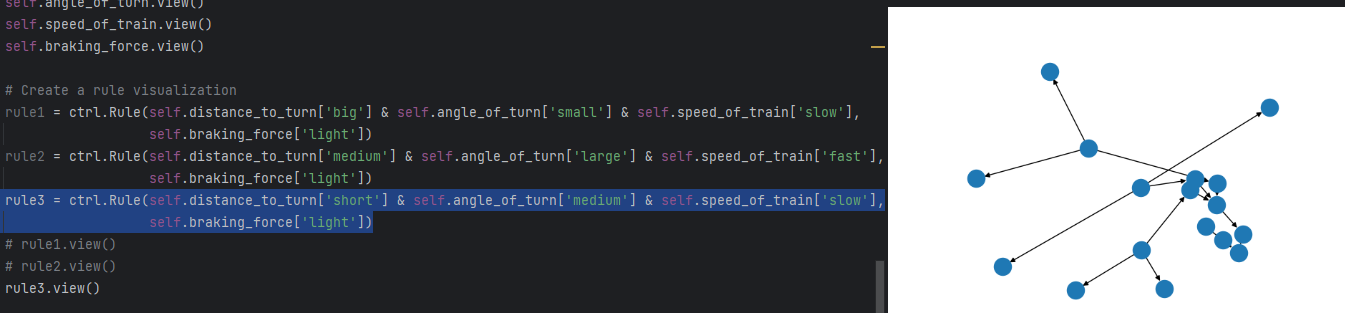 self.angle_of_turn.view()
self.speed_of_train.view()
self.braking_force.view()
# Create a rule visualization
rule1 = ctrl.Rule(self.distance_to_turn['big'] & self.angle_of_turn['small'] & self.speed_of_train['slow'],
self.braking_force['light'])
rule2 = ctrl.Rule(self.distance_to_turn['medium'] & self.angle_of_turn['large'] & self.speed_of_train['fast'],
self.braking_force['light'])
rule3 = ctrl.Rule(self.distance_to_turn['short'] & self.angle_of_turn['medium'] & self.speed_of_train['slow'],
self.braking_force['light'])
# rule1.view()
# rule2.view()
rule3.view()